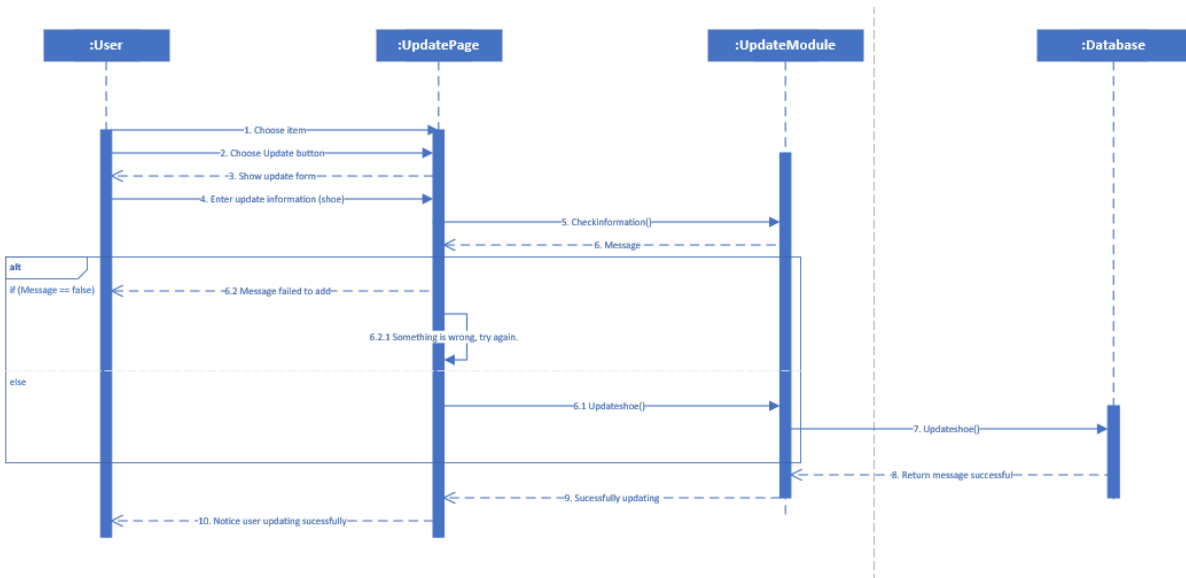 :User
:UpdatePage
:UpdateModule
:Database
1. Choose item
2. Choose Update button
3. Show update form
4. Enter update information (shoe)
5. Checkinformation()
6. Message
alt
if (Message == false)
6.2 Message failed to add
6.2.1 Something is wrong, try again.
else
6.1 Updateshoe()
7. Updateshoe()
8. Return message successful
9. Sucessfully updating
10. Notice user updating sucessfully